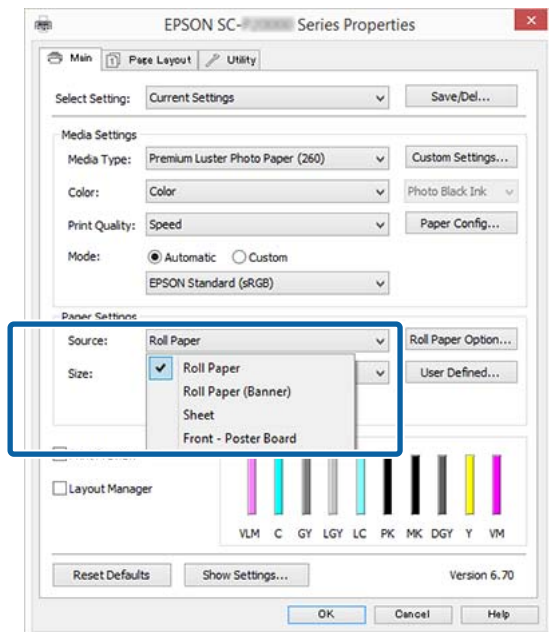 EPSON SC- Series Properties
Main Page Layout Utility
Select Setting: Current Settings Save/Del...
Media Settings
Media Type: Premium Luster Photo Paper (260) Custom Settings...
Color: Color Photo Black Ink
Print Quality: Speed Paper Config...
Mode: Automatic Custom
EPSON Standard (sRGB)
Paper Settings
Source: Roll Paper Roll Paper Option...
Roll Paper
Size: User Defined...
Roll Paper (Banner)
Sheet
Front - Poster Board
Layout Manager
VLM C GY LGY LC PK MK DGY Y VM
Reset Defaults Show Settings... Version 6.70
OK Cancel Help